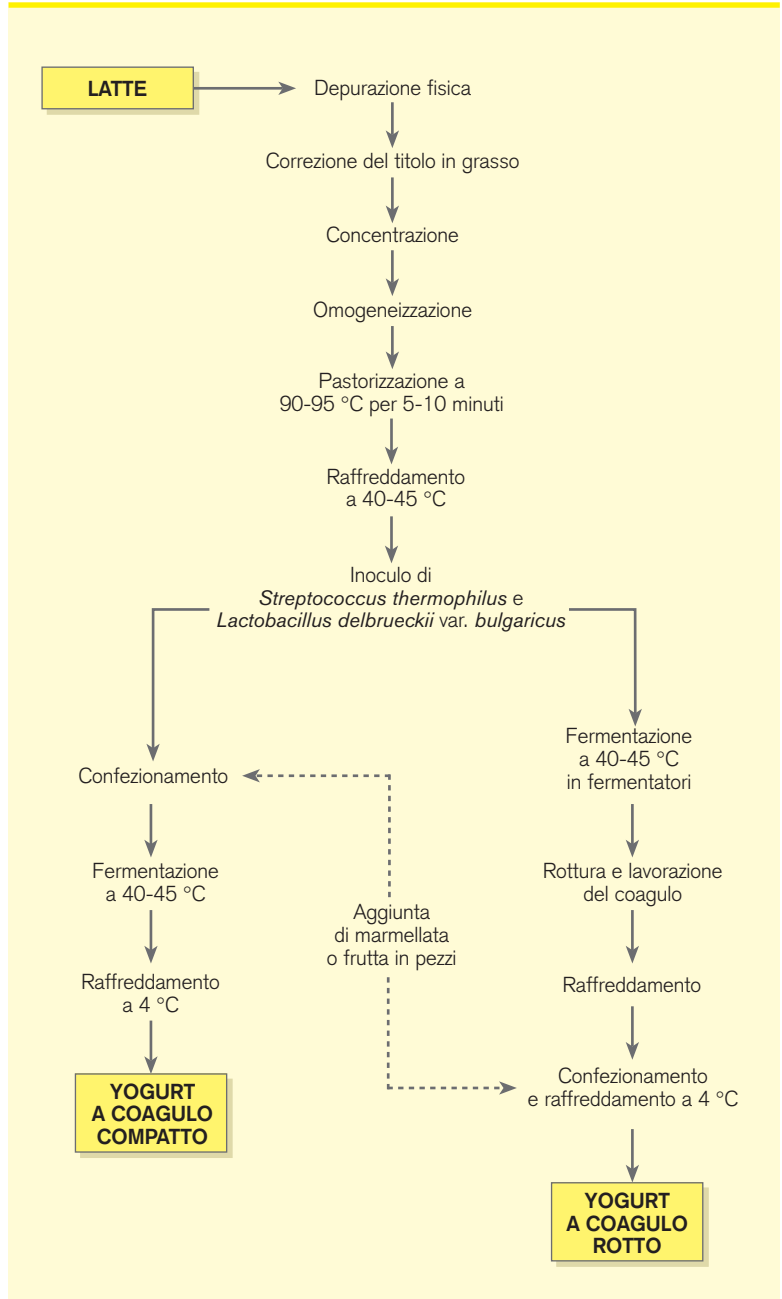 LATTE
Depurazione fisica
Correzione del titolo in grasso
Concentrazione
Omogeneizzazione
Pastorizzazione a
90-95 °C per 5-10 minuti
Raffreddamento
a 40-45 °C
Inoculo di
Streptococcus thermophilus e
Lactobacillus delbrueckii var. bulgaricus
Confezionamento
Fermentazione
a 40-45 °C
Raffreddamento
a 4 °C
YOGURT
A COAGULO
COMPATTO
Aggiunta
di marmellata
o frutta in pezzi
Fermentazione
a 40-45 °C
in fermentatori
Rottura e lavorazione
del coagulo
Raffreddamento
Confezionamento
e raffreddamento a 4 °C
YOGURT
A COAGULO
ROTTO